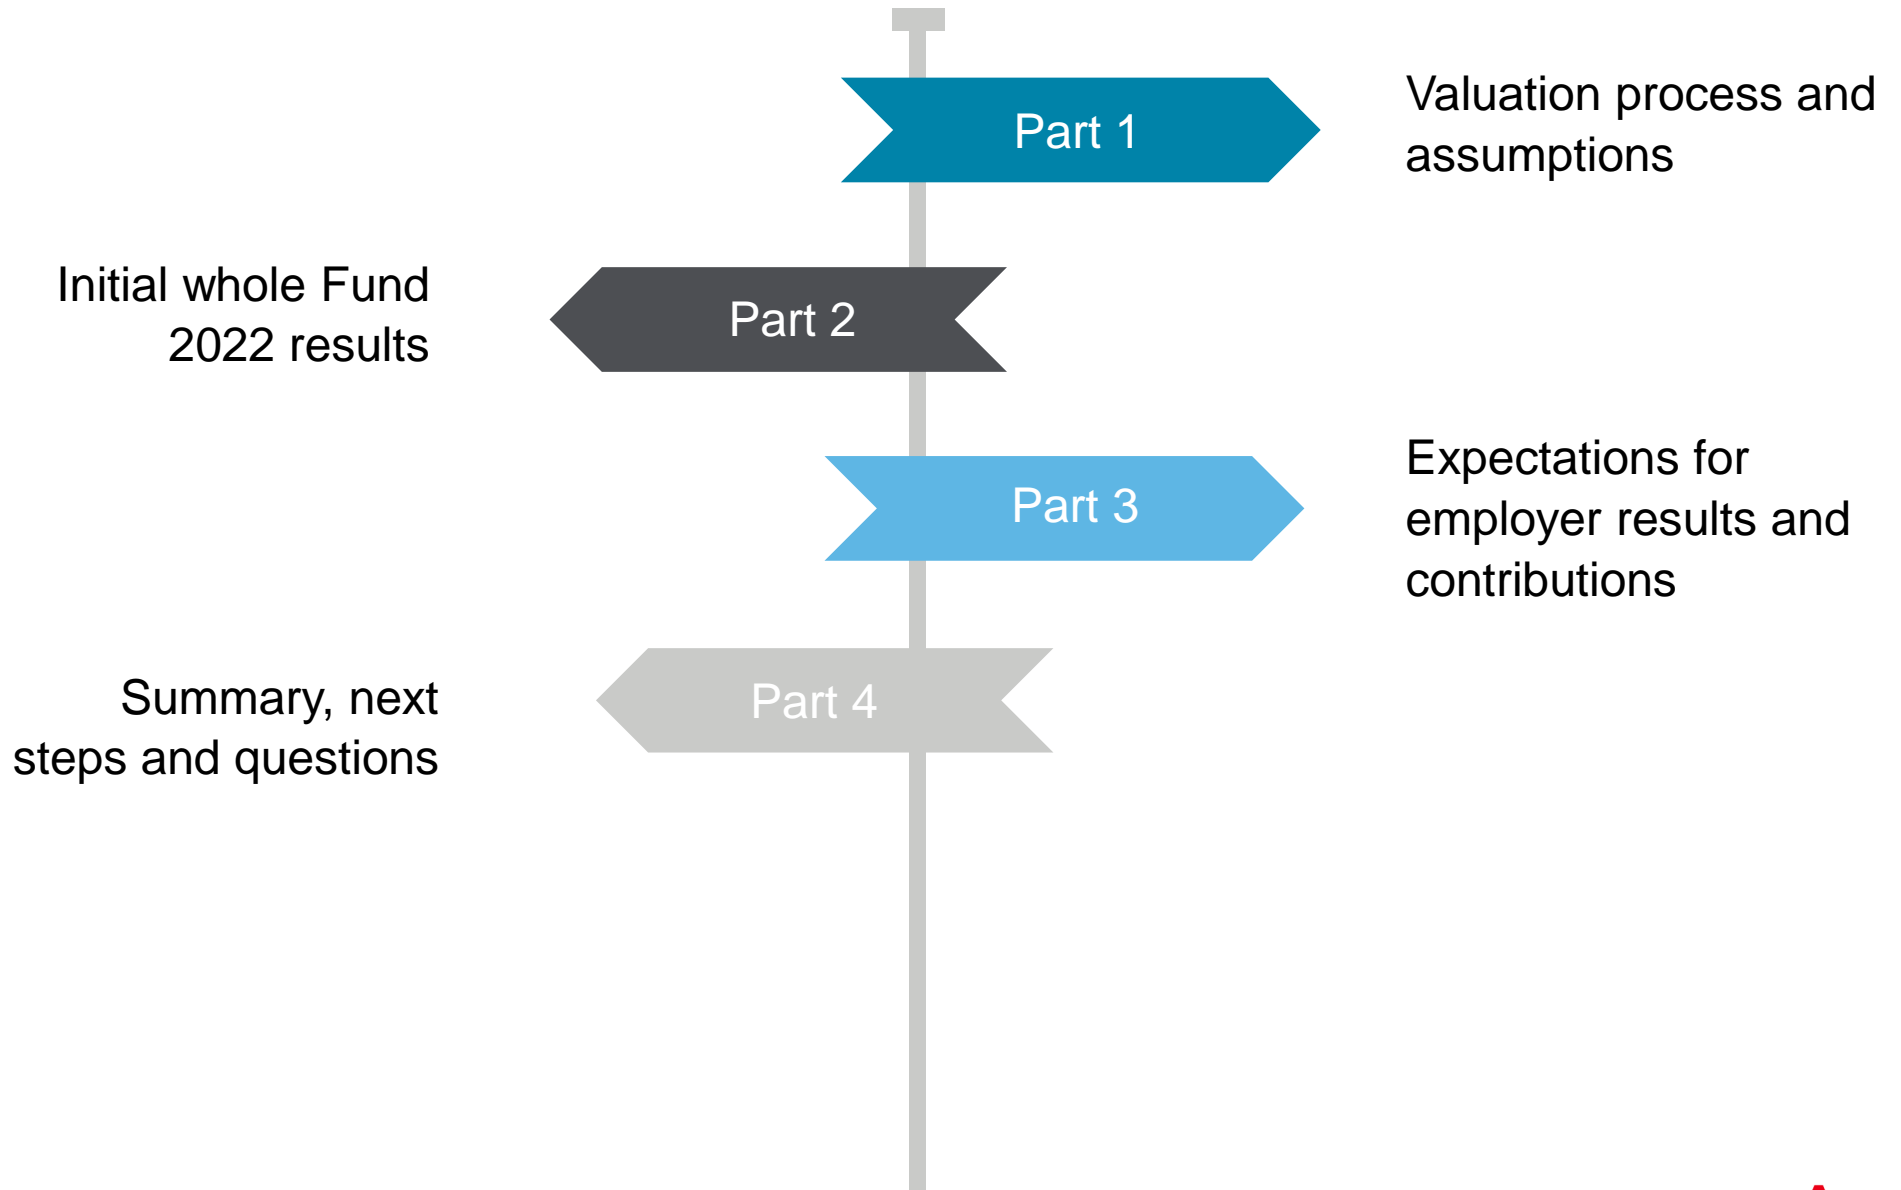 Part 1
Valuation process and
assumptions
Initial whole Fund
2022 results
Part 2
Part 3
Expectations for
employer results and
contributions
Summary, next
steps and questions
Part 4